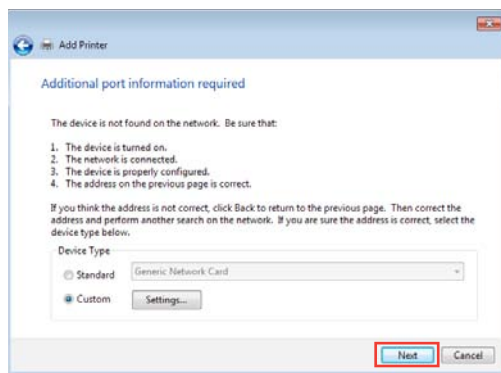 Add Printer
Additional port information required
The device is not found on the network. Be sure that:
1. The device is turned on.
2. The network is connected.
3. The device is properly configured.
4. The address on the previous page is correct.
If you think the address is not correct, click Back to return to the previous page. Then correct the
address and perform another search on the network. If you are sure the address is correct, select the
device type below.
Device Type
Standard Generic Network Card
Custom Settings...
Next Cancel